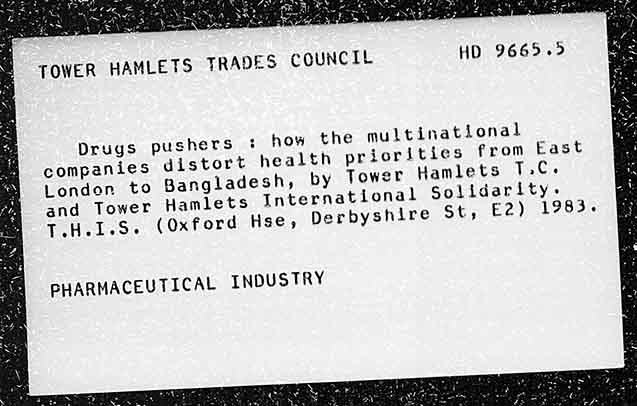 TOWER HAMLETS TRADES COUNCIL HD 9665.5
Drugs pushers : how the multinational
companies distort health priorities from East
London to Bangladesh, by Tower Hamlets T.C.
and Tower Hamlets International Solidarity.
T.H.I.S. (Oxford Hse, Derbyshire St, E2) 1983.
PHARMACEUTICAL INDUSTRY